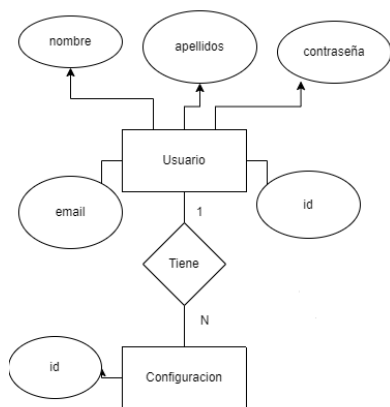 nombre
apellidos
contraseña
Usuario
email
id
1
Tiene
N
id
Configuracion